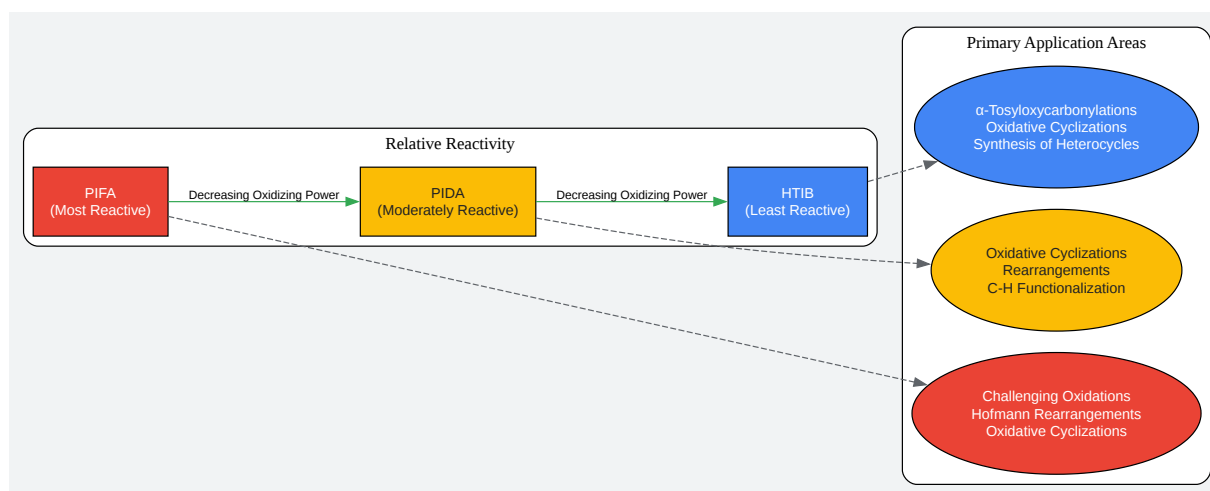 Primary Application Areas
α-Tosyloxycarbonylations
Oxidative Cyclizations
Synthesis of Heterocycles
Relative Reactivity
PIFA
(Most Reactive)
Decreasing Oxidizing Power
PIDA
(Moderately Reactive)
Decreasing Oxidizing Power
HTIB
(Least Reactive)
Oxidative Cyclizations
Rearrangements
C-H Functionalization
Challenging Oxidations
Hofmann Rearrangements
Oxidative Cyclizations